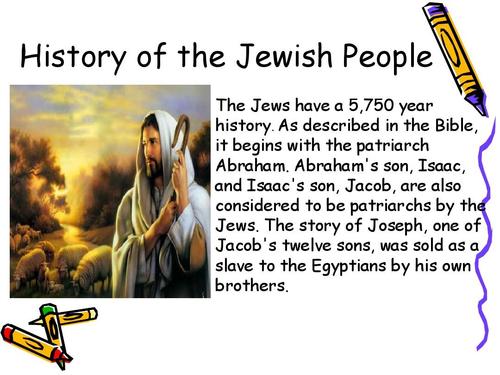 History of the Jewish People
The Jews have a 5,750 year
history. As described in the Bible,
it begins with the patriarch
Abraham. Abraham's son, Isaac,
and Isaac's son, Jacob, are also
considered to be patriarchs by the
Jews. The story of Joseph, one of
Jacob's twelve sons, was sold as a
slave to the Egyptians by his own
brothers.